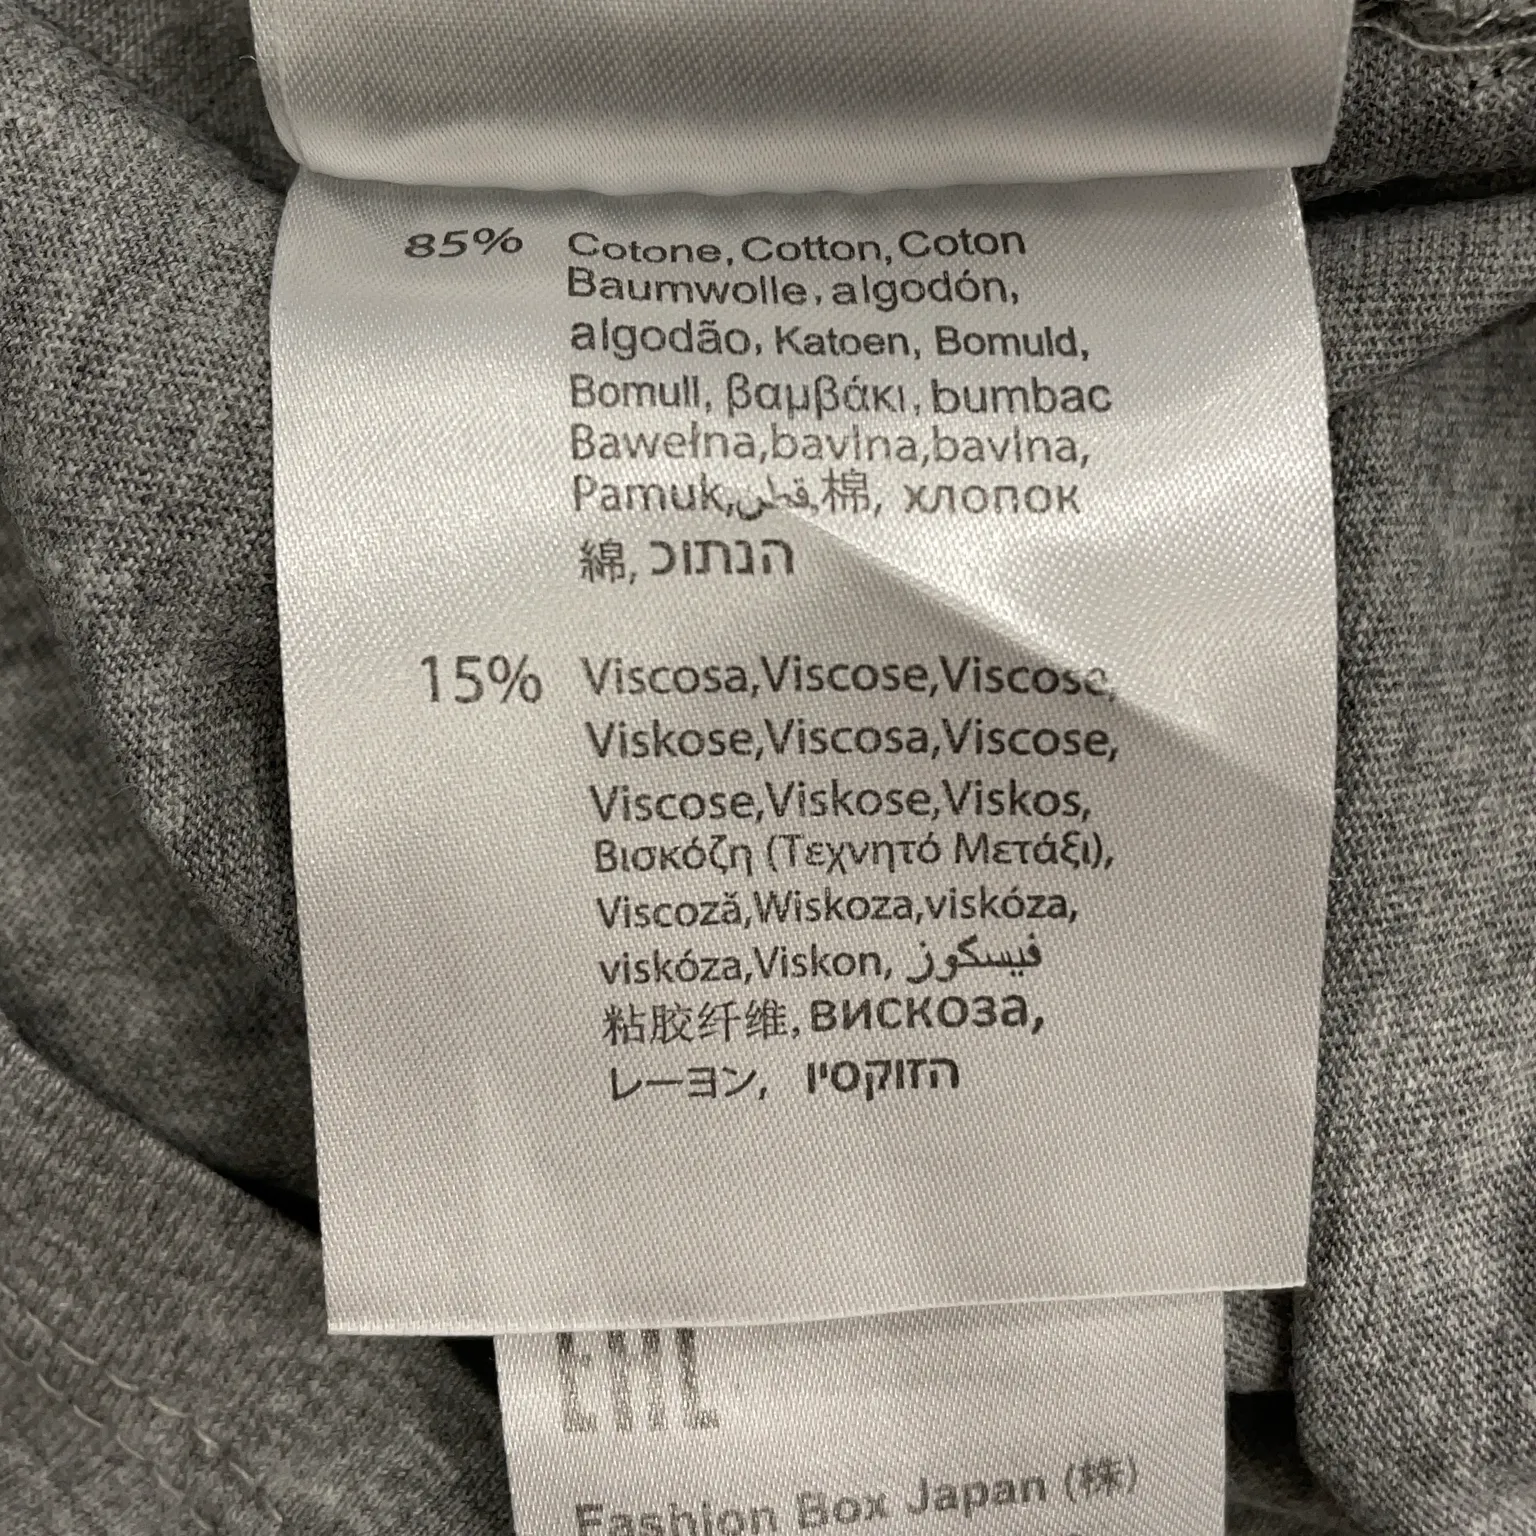 85% Cotone, Cotton, Coton
Baumwolle, algodón,
algodão, Katoen, Bomuld,
Bomull, βαμβάκι, bumbac
Bawełna,bavlna,bavlna,
Pamuk,قطن,棉, хлопок
綿, הנתוכ
15% Viscosa,Viscose,Viscose,
Viskose,Viscosa,Viscose,
Viscose,Viskose,Viskos,
Βισκόζη (Τεχνητό Μετάξι),
Viscoză,Wiskoza,viskóza,
viskóza,Viskon, فيسكوز
粘胶纤维, вискоза,
レーヨン, הזוקסיו
Fashion Box Japan (株)